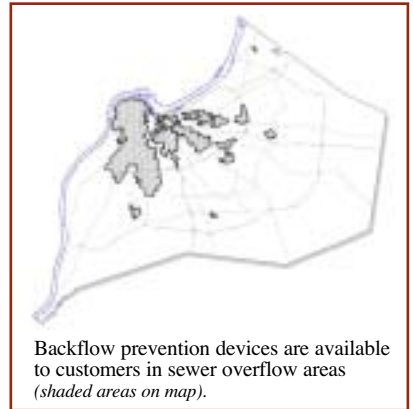 Backflow prevention devices are available
to customers in sewer overflow areas
(shaded areas on map).